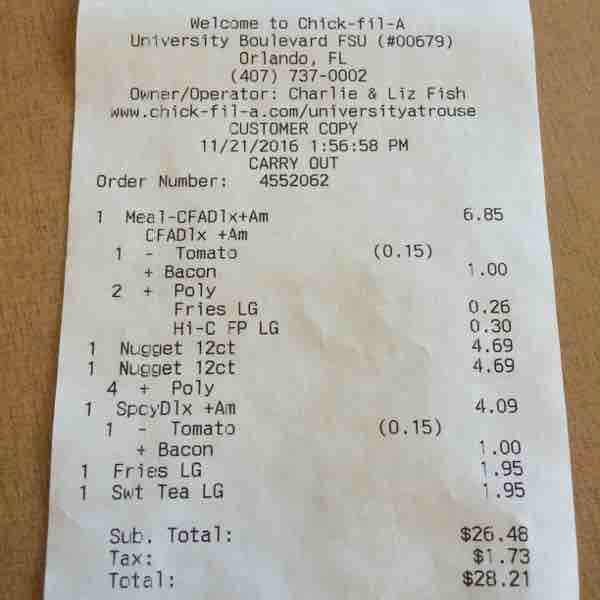 Welcome to Chick-fil-A
University Boulevard FSU (#00679)
Orlando, FL
(407) 737-0002
Owner/Operator: Charlie & Liz Fish
www.chick-fil-a.com/universityatrouse
CUSTOMER COPY
11/21/2016 1:56:58 PM
CARRY OUT
Order Number: 4552062
1 Meal-CFADlx+Am 6.85
CFADlx +Am
1 - Tomato (0.15)
+ Bacon 1.00
2 + Poly
Fries LG 0.26
Hi-C FP LG 0.30
1 Nugget 12ct 4.69
1 Nugget 12ct 4.69
4 + Poly
1 SpcyDlx +Am 4.09
1 - Tomato (0.15)
+ Bacon 1.00
1 Fries LG 1.95
1 Swt Tea LG 1.95
Sub. Total: $26.48
Tax: $1.73
Total: $28.21